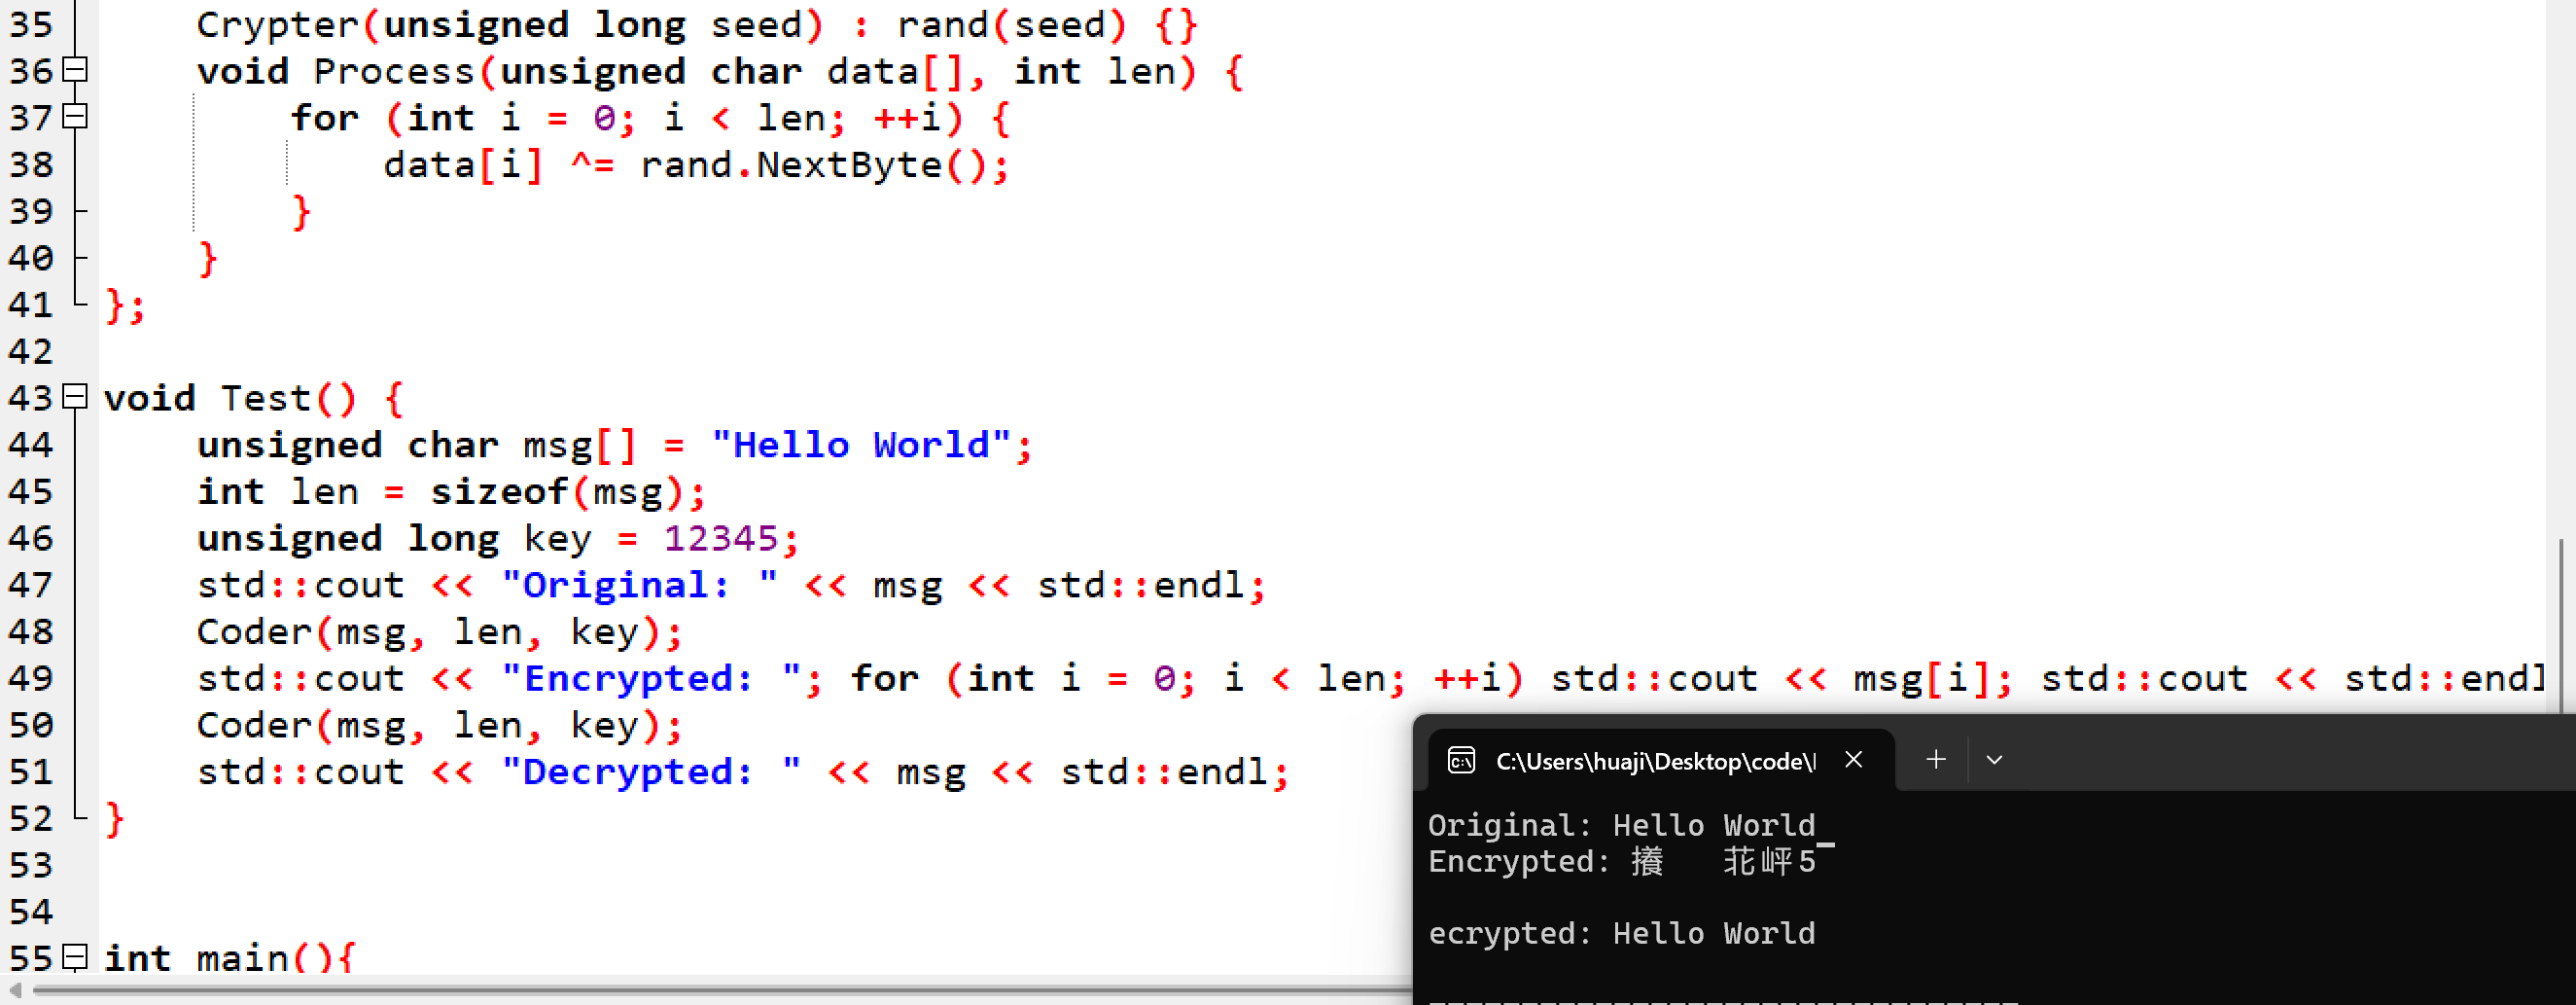 35 Crypter(unsigned long seed) : rand(seed) {}
36 void Process(unsigned char data[], int len) {
37 for (int i = 0; i < len; ++i) {
38 data[i] ^= rand.NextByte();
39 }
40 }
41 };
42
43 void Test() {
44 unsigned char msg[] = "Hello World";
45 int len = sizeof(msg);
46 unsigned long key = 12345;
47 std::cout << "Original: " << msg << std::endl;
48 Coder(msg, len, key);
49 std::cout << "Encrypted: "; for (int i = 0; i < len; ++i) std::cout << msg[i]; std::cout << std::endl
50 Coder(msg, len, key);
51 std::cout << "Decrypted: " << msg << std::endl;
52 }
53
54
55 int main(){
C:\Users\huaji\Desktop\code\
Original: Hello World
Encrypted: 5
ecrypted: Hello World